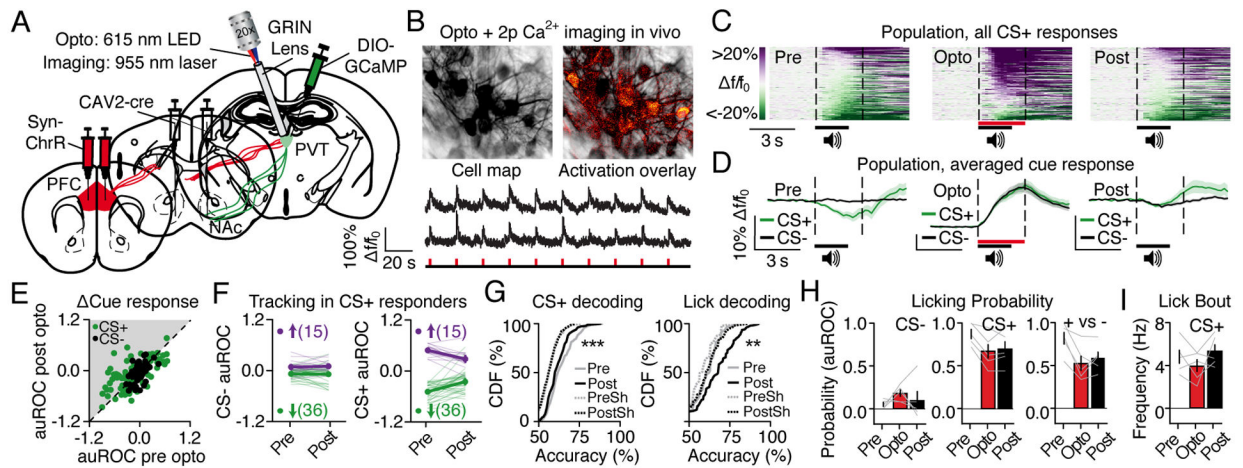 A
Opto: 615 nm LED
Imaging: 955 nm laser
20x
GRIN
Lens
DIO-
GCaMP
CAV2-cre
Syn-
ChrR
PFC
PVT
NAc
B
Opto + 2p Ca²⁺ imaging in vivo
Cell map
Activation overlay
100%
Δf/f₀
20 s
C
Population, all CS+ responses
>20%
Δf/f₀
<-20%
Pre
Opto
Post
3 s
D
Population, averaged cue response
Pre
Opto
Post
CS+
CS-
CS+
CS-
CS+
CS-
10% Δf/f₀
3 s
E
ΔCue response
CS+
CS-
1.2
0.0
-1.2
-1.2
0.0
1.2
auROC post opto
auROC pre opto
F
Tracking in CS+ responders
1.2
0.0
-1.2
CS- auROC
↑(15)
↓(36)
Pre
Post
1.2
0.0
-1.2
CS+ auROC
↑(15)
↓(36)
Pre
Post
G
CS+ decoding
100
50
0
CDF (%)
***
Pre
Post
PreSh
PostSh
50
100
Accuracy (%)
Lick decoding
100
50
0
CDF (%)
**
Pre
Post
PreSh
PostSh
50
100
Accuracy (%)
H
Licking Probability
Probability (auROC)
CS-
1.0
0.5
0.0
Pre
Opto
Post
CS+
1.0
0.5
0.0
Pre
Opto
Post
+ vs -
1.0
0.5
0.0
Pre
Opto
Post
I
Lick Bout
CS+
Frequency (Hz)
8
4
0
Pre
Opto
Post